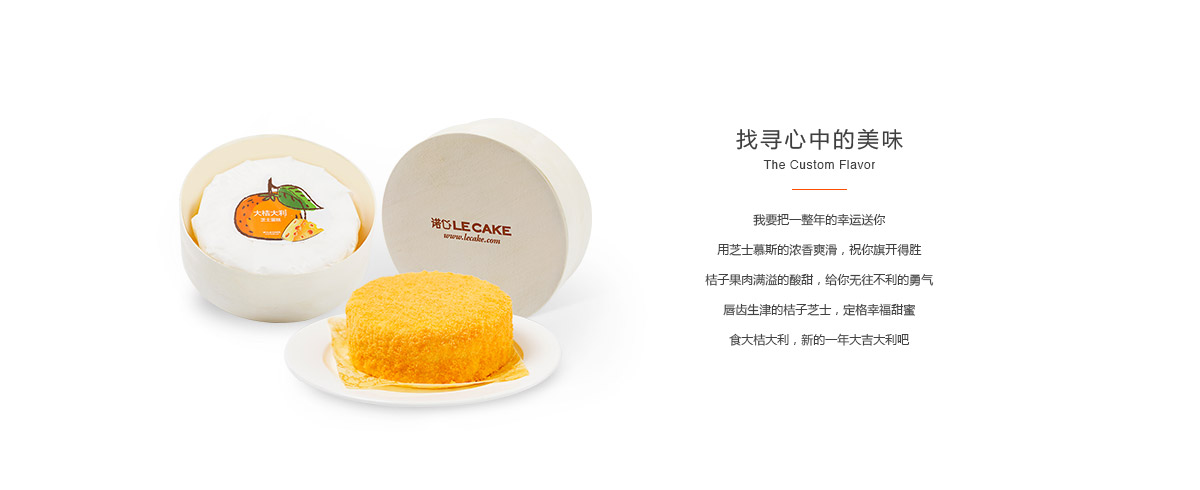 大桔大利
芝士蛋糕
诺心LECAKE
www.lecake.com
找寻心中的美味
The Custom Flavor
我要把一整年的幸运送你
用芝士慕斯的浓香爽滑，祝你旗开得胜
桔子果肉满溢的酸甜，给你无往不利的勇气
唇齿生津的桔子芝士，定格幸福甜蜜
食大桔大利，新的一年大吉大利吧